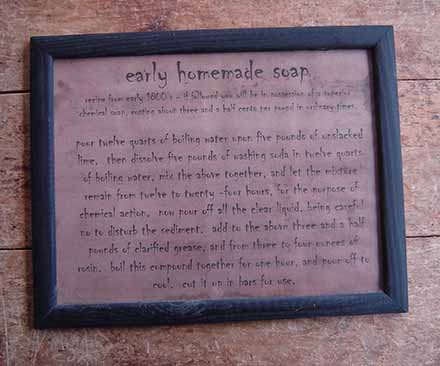 early homemade soap
recipe from early 1800's - if followed you will be in possession of a superior
chemical soap, costing about three and a half cents per pound in ordinary times.
pour twelve quarts of boiling water upon five pounds of unslacked
lime. then dissolve five pounds of washing soda in twelve quarts
of boiling water, mix the above together, and let the mixture
remain from twelve to twenty-four hours, for the purpose of
chemical action. now pour off all the clear liquid, being careful
no to disturb the sediment. add to the above three and a half
pounds of clarified grease, and from three to four ounces of
rosin. boil this compound together for one hour, and pour off to
cool. cut it up in bars for use.